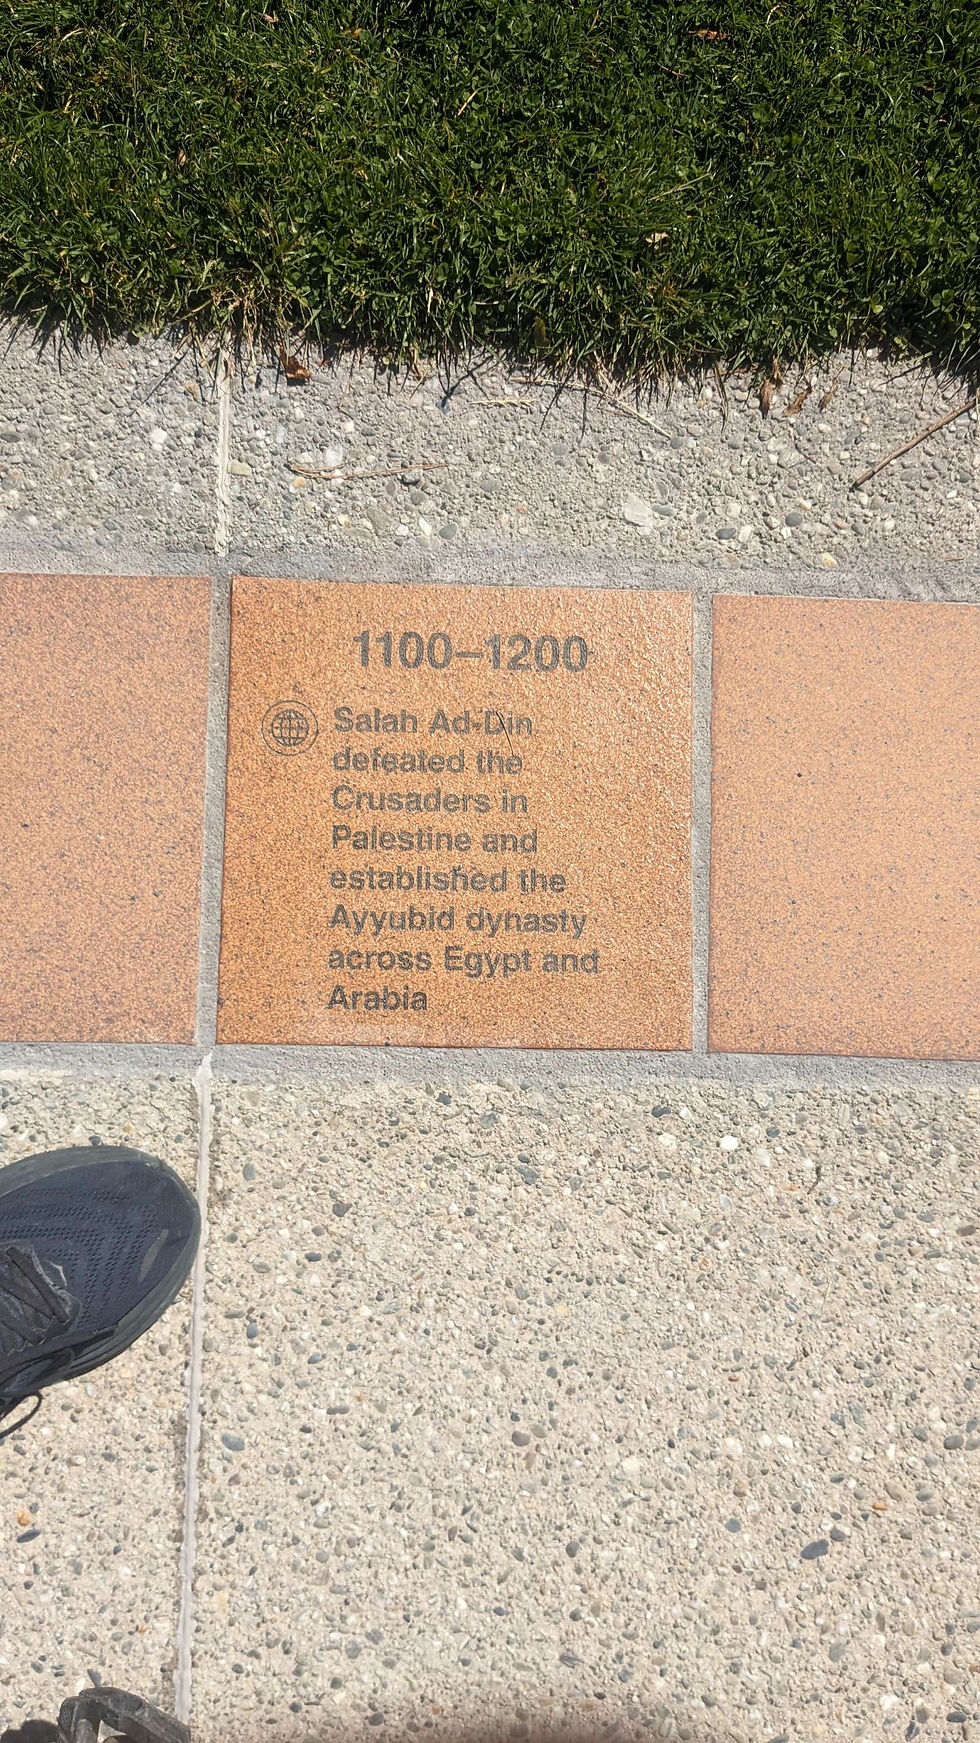 1100–1200
Salah Ad-Din
defeated the
Crusaders in
Palestine and
established the
Ayyubid dynasty
across Egypt and
Arabia